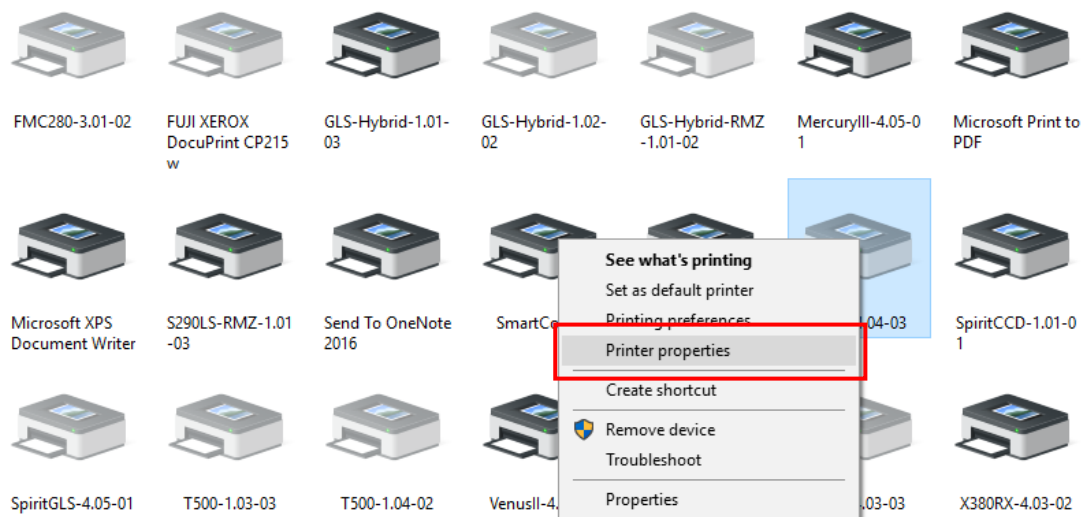 FMC280-3.01-02
FUJI XEROX
DocuPrint CP215
w
GLS-Hybrid-1.01-
03
GLS-Hybrid-1.02-
02
GLS-Hybrid-RMZ
-1.01-02
MercuryIII-4.05-0
1
Microsoft Print to
PDF
Microsoft XPS
Document Writer
S290LS-RMZ-1.01
-03
Send To OneNote
2016
SmartCo
04-03
SpiritCCD-1.01-0
1
See what's printing
Set as default printer
Printing preferences
Printer properties
Create shortcut
Remove device
Troubleshoot
Properties
SpiritGLS-4.05-01
T500-1.03-03
T500-1.04-02
VenusII-4.
.03-03
X380RX-4.03-02